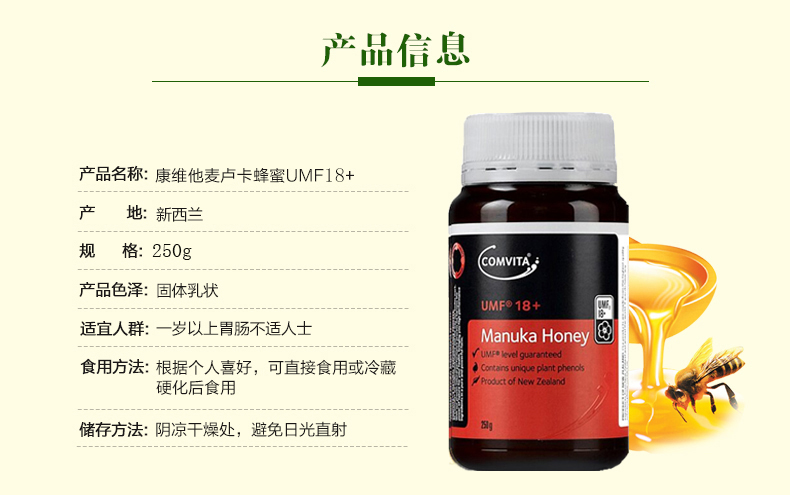 产品信息
产品名称: 康维他麦卢卡蜂蜜UMF18+
产 地: 新西兰
规 格: 250g
产品色泽: 固体乳状
适宜人群: 一岁以上胃肠不适人士
食用方法: 根据个人喜好，可直接食用或冷藏
硬化后食用
储存方法: 阴凉干燥处，避免日光直射
COMVITA®
UMF® 18+
UMF®
18+
Manuka Honey
UMF® level guaranteed
Contains unique plant phenols
Product of New Zealand
250g